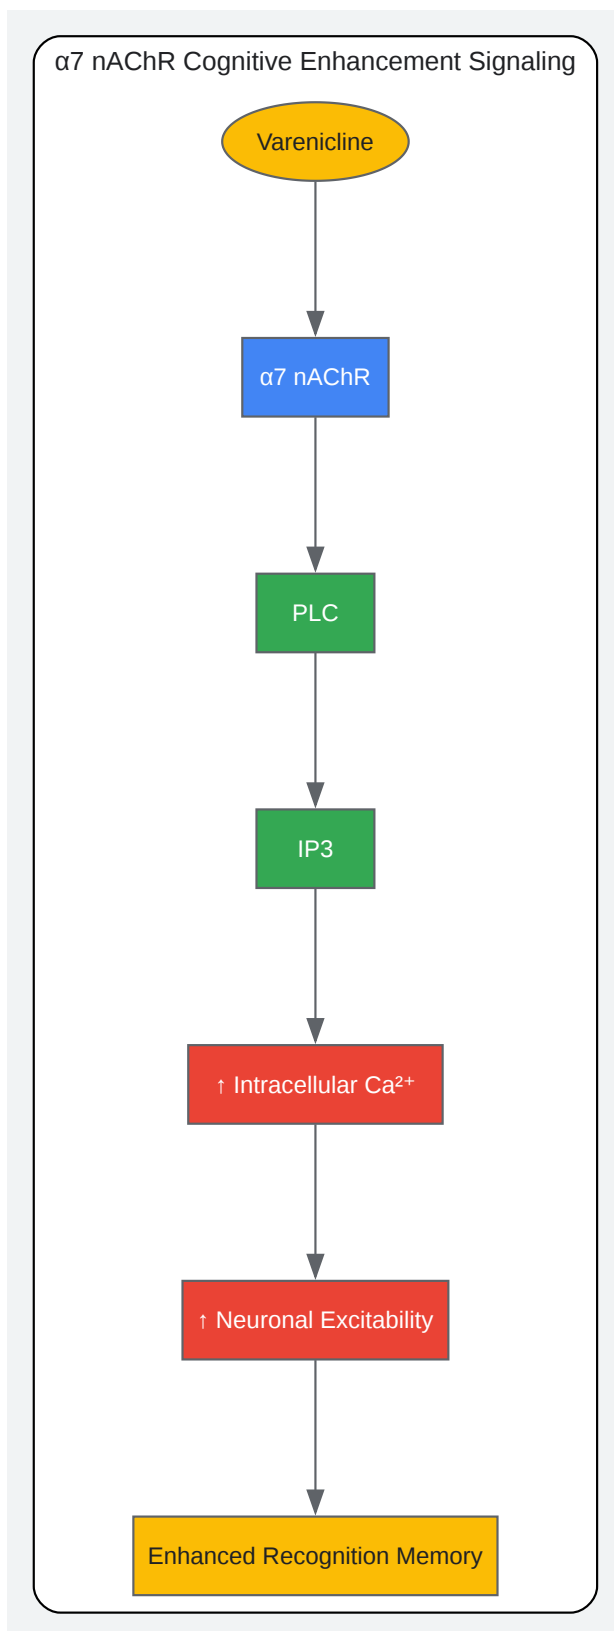 α7 nAChR Cognitive Enhancement Signaling
Varenicline
α7 nAChR
PLC
IP3
↑ Intracellular Ca²⁺
↑ Neuronal Excitability
Enhanced Recognition Memory